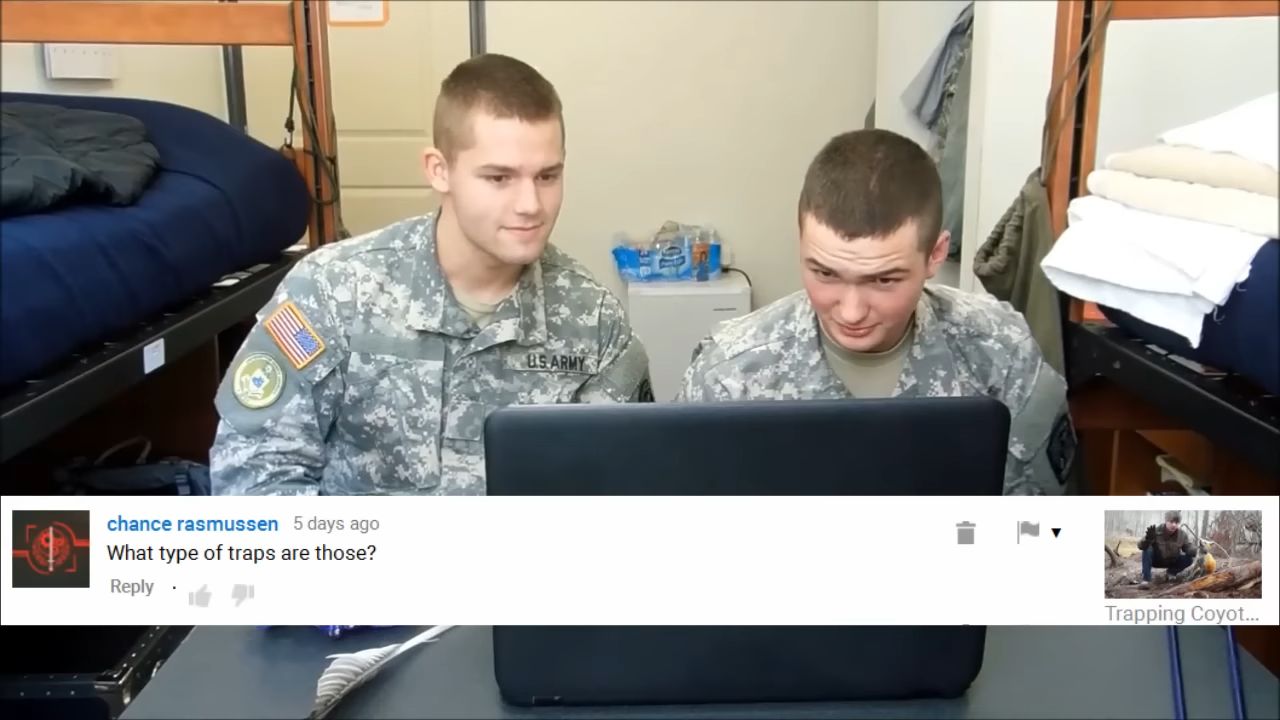 U.S. ARMY
chance rasmussen 5 days ago
What type of traps are those?
Reply ·
Trapping Coyot...